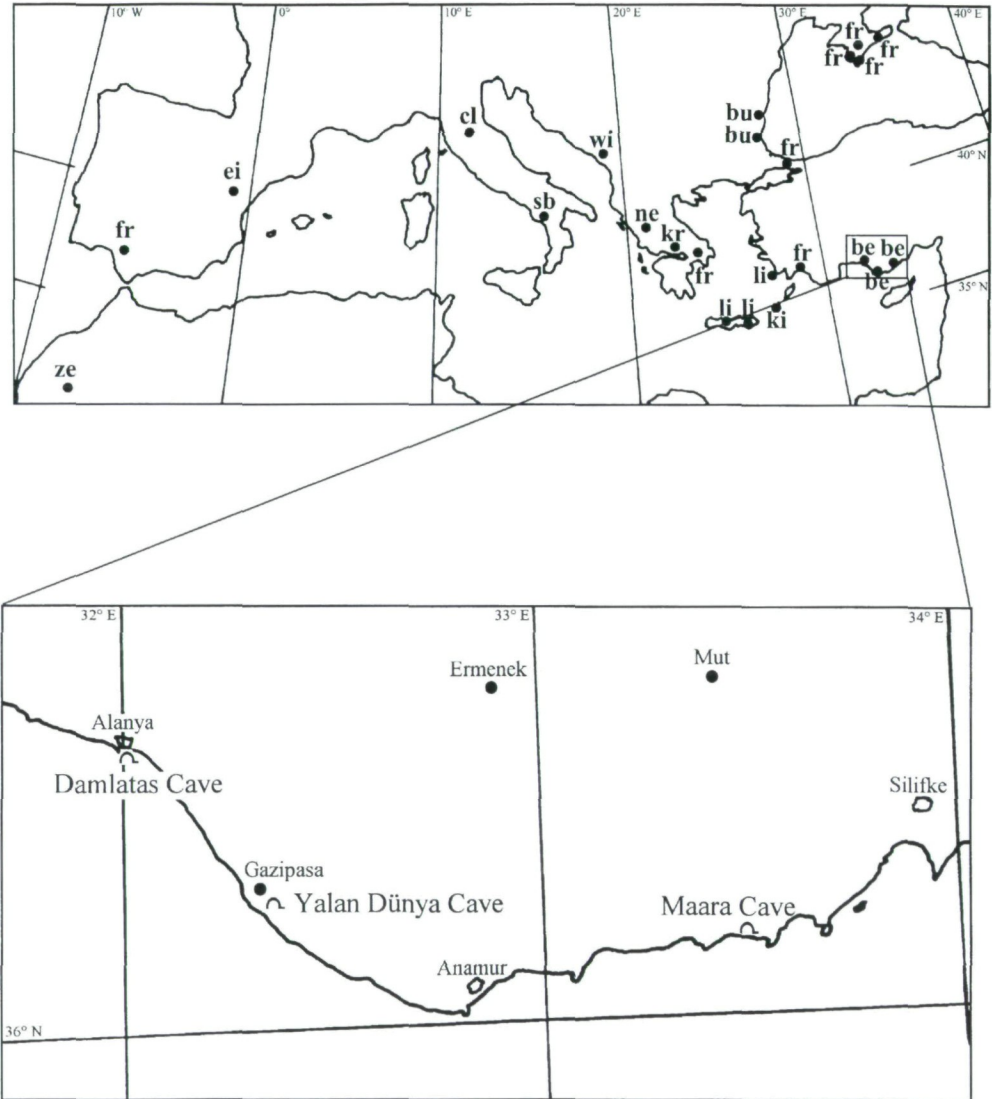 10° W 0° 10° E 20° E 30° E 40° E
fr
fr
fr
fr
cl bu
wi bu
fr 40° N
ei
sb
ne
fr kr be be
fr li fr be
35° N
li li ki
ze
32° E 33° E 34° E
Ermenek Mut
Alanya
Damlatas Cave Silifke
Gazipasa
Yalan Dünya Cave Maara Cave
Anamur
36° N